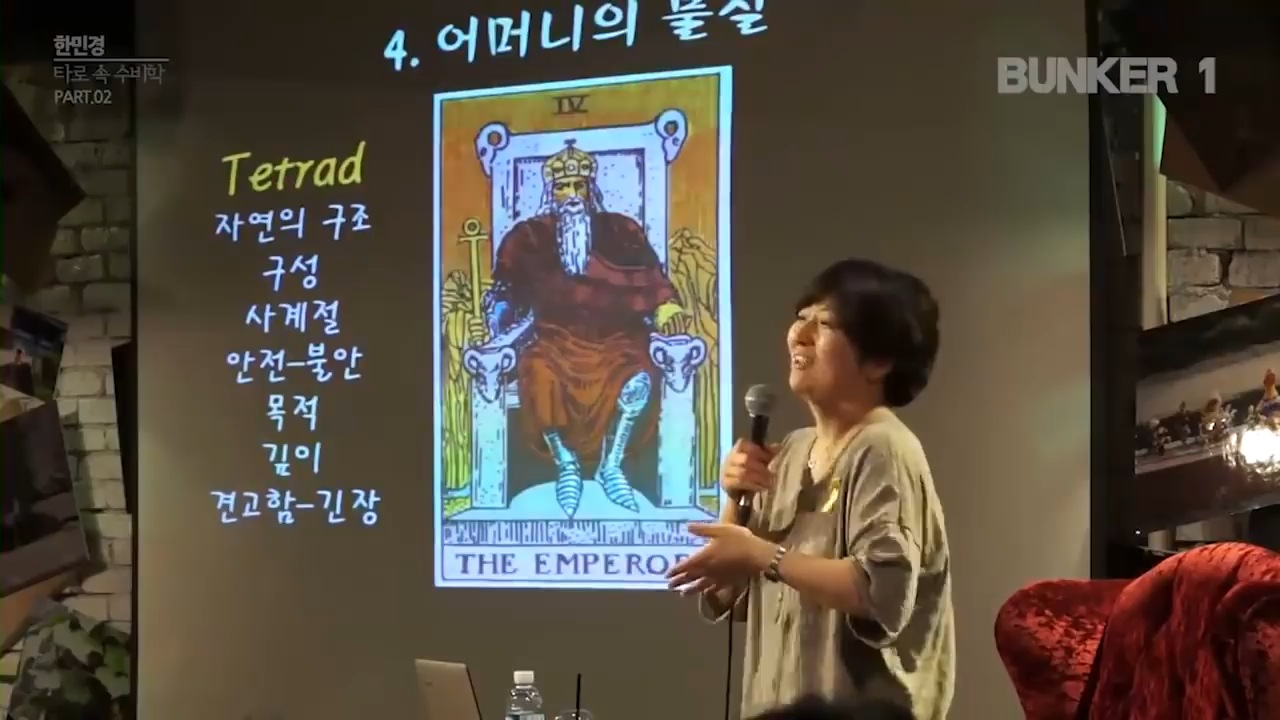 한민경
타로 속 수비학
PART.02
BUNKER 1
4. 어머니의 물질
Tetrad
자연의 구조
구성
사계절
안전-불안
목적
깊이
견고함-긴장
IV
THE EMPEROR